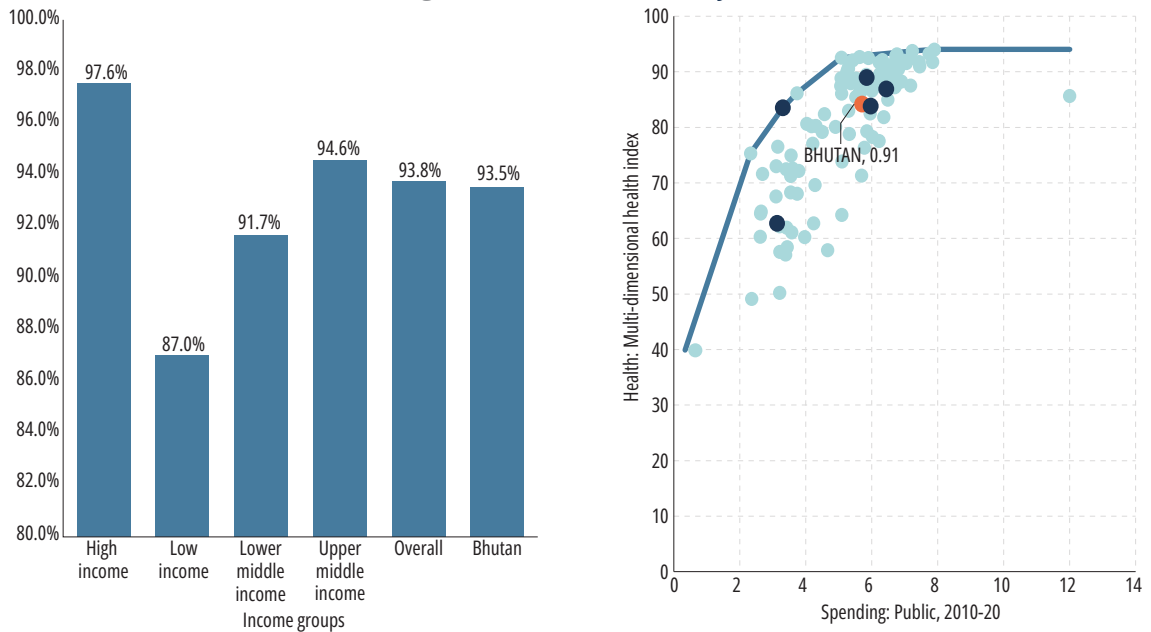 100.0%
98.0%
96.0%
94.0%
92.0%
90.0%
88.0%
86.0%
84.0%
82.0%
80.0%
97.6%
87.0%
91.7%
94.6%
93.8%
93.5%
High
income
Low
income
Lower
middle
income
Upper
middle
income
Overall
Bhutan
Income groups
Health: Multi-dimensional health index
100
90
80
70
60
50
40
30
20
10
0
BHUTAN, 0.91
0 2 4 6 8 10 12 14
Spending: Public, 2010-20